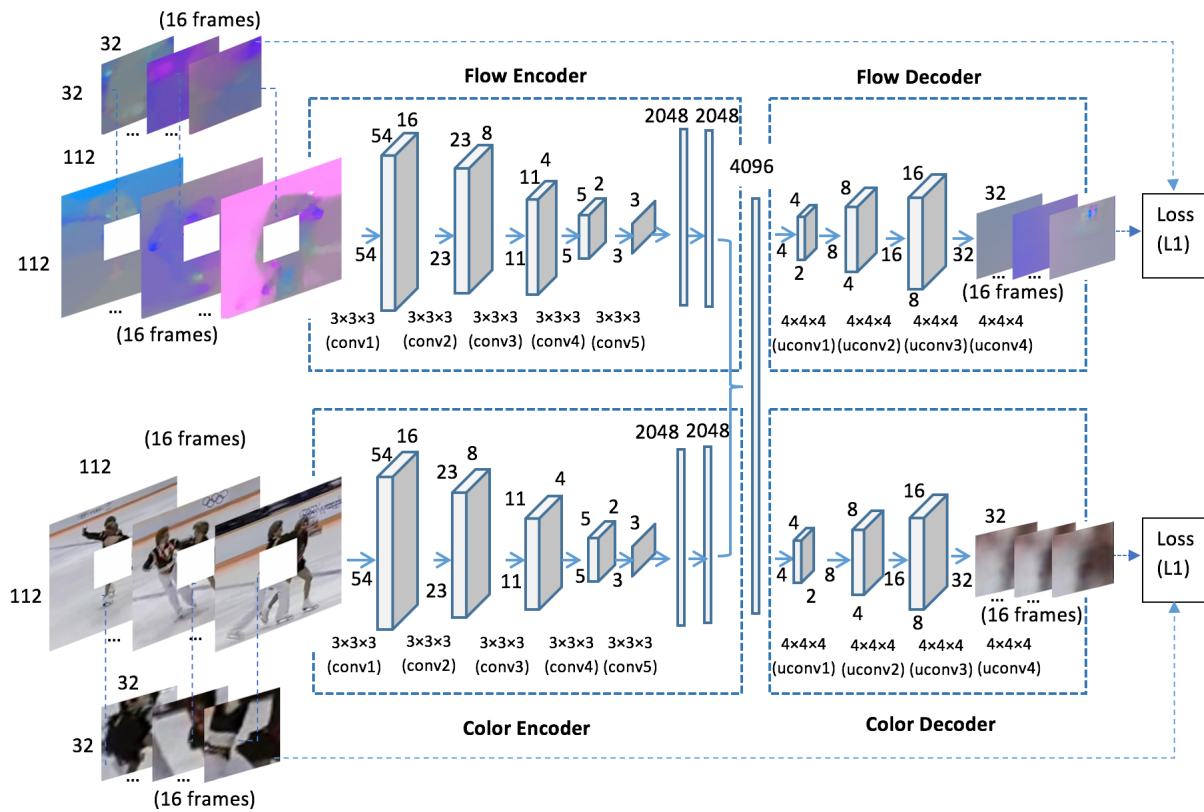 (16 frames)
32
32
...
...
112
112
...
...
(16 frames)
Flow Encoder
54
16
54
23
8
23
11
4
11
5
2
5
3
3
2048
2048
3×3×3
(conv1)
3×3×3
(conv2)
3×3×3
(conv3)
3×3×3
(conv4)
3×3×3
(conv5)
4096
Flow Decoder
4
4
2
8
8
4
16
16
8
32
32
...
...
(16 frames)
4×4×4
(uconv1)
4×4×4
(uconv2)
4×4×4
(uconv3)
4×4×4
(uconv4)
Loss
(L1)
(16 frames)
112
112
...
...
32
32
...
...
(16 frames)
54
16
54
23
8
23
11
4
11
5
2
5
3
3
2048
2048
3×3×3
(conv1)
3×3×3
(conv2)
3×3×3
(conv3)
3×3×3
(conv4)
3×3×3
(conv5)
Color Encoder
4
4
2
8
8
4
16
16
8
32
32
...
...
(16 frames)
4×4×4
(uconv1)
4×4×4
(uconv2)
4×4×4
(uconv3)
4×4×4
(uconv4)
Color Decoder
Loss
(L1)